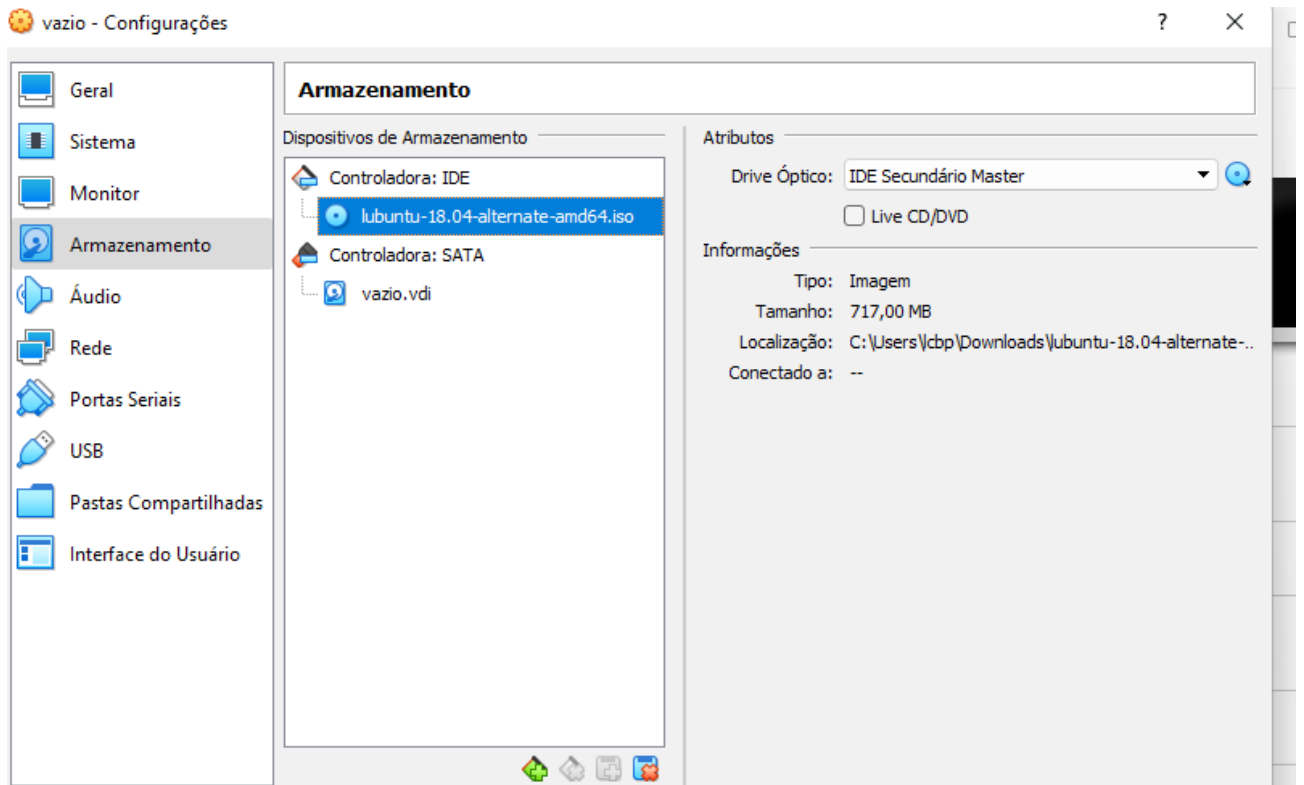 vazio - Configurações
?
Geral
Sistema
Monitor
Armazenamento
Áudio
Rede
Portas Seriais
USB
Pastas Compartilhadas
Interface do Usuário
Armazenamento
Dispositivos de Armazenamento
Controladora: IDE
lubuntu-18.04-alternate-amd64.iso
Controladora: SATA
vazio.vdi
Atributos
Drive Óptico: IDE Secundário Master
Live CD/DVD
Informações
Tipo: Imagem
Tamanho: 717,00 MB
Localização: C:\Users\lcbp\Downloads\lubuntu-18.04-alternate-..
Conectado a: --